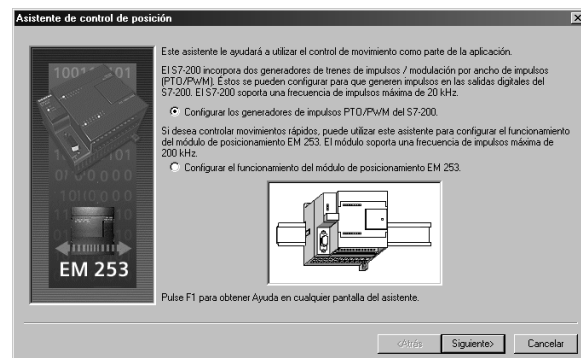 Asistente de control de posición
Este asistente le ayudará a utilizar el control de movimiento como parte de la aplicación.
El S7-200 incorpora dos generadores de trenes de impulsos / modulación por ancho de impulsos
(PTO/PWM). Éstos se pueden configurar para que generen impulsos en las salidas digitales del
S7-200. El S7-200 soporta una frecuencia de impulsos máxima de 20 kHz.
Configurar los generadores de impulsos PTO/PWM del S7-200.
Si desea controlar movimientos rápidos, puede utilizar este asistente para configurar el funcionamiento
del módulo de posicionamiento EM 253. El módulo soporta una frecuencia de impulsos máxima de
200 kHz.
Configurar el funcionamiento del módulo de posicionamiento EM 253.
EM 253
Pulse F1 para obtener Ayuda en cualquier pantalla del asistente.
<Atrás
Siguiente>
Cancelar